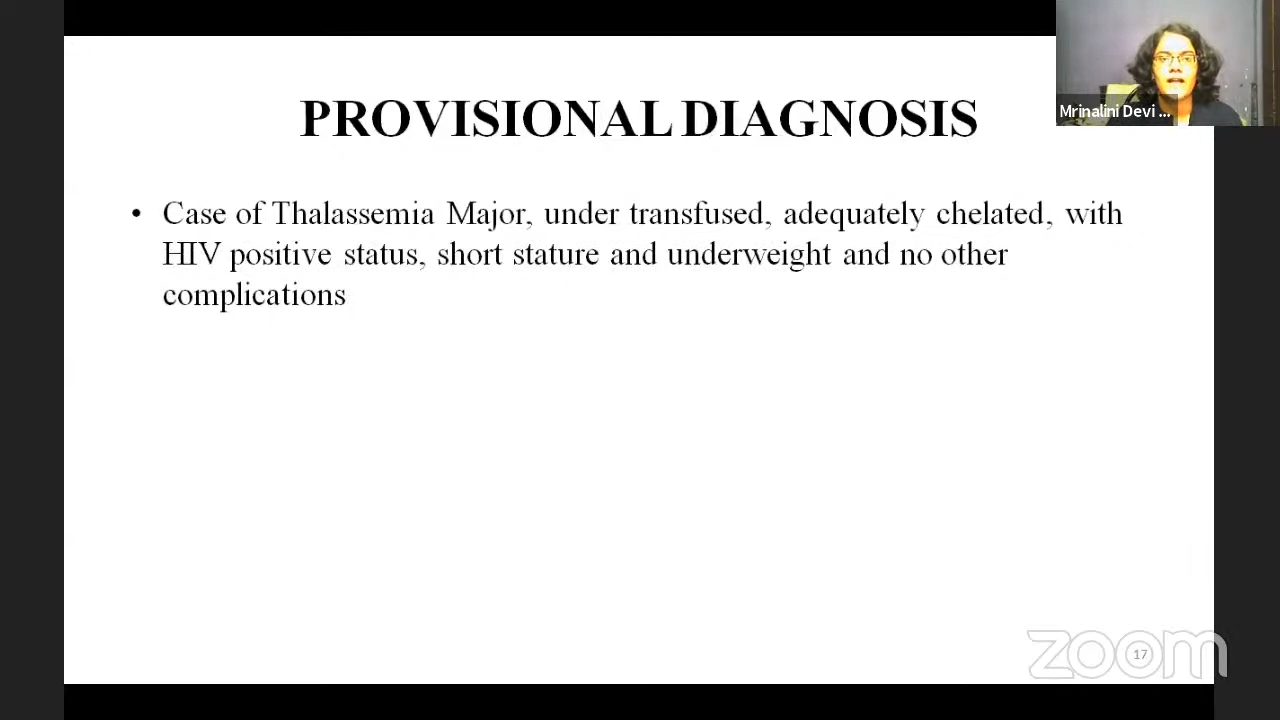 PROVISIONAL DIAGNOSIS
Mrinalini Devi ...
• Case of Thalassemia Major, under transfused, adequately chelated, with
HIV positive status, short stature and underweight and no other
complications
zoom
17